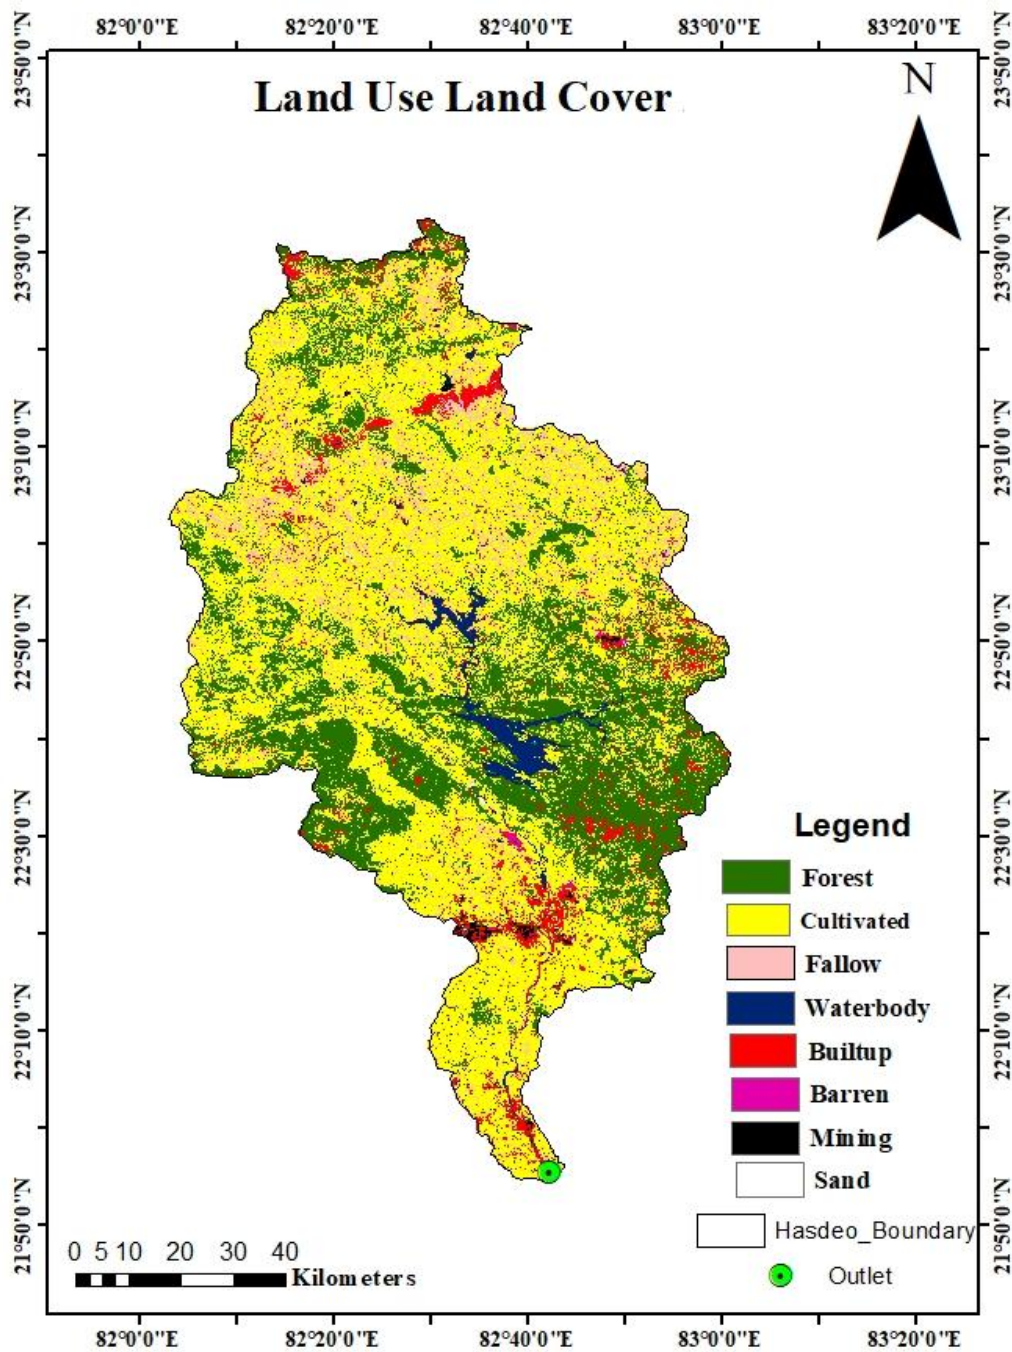 82°0'0"E 82°20'0"E 82°40'0"E 83°0'0"E 83°20'0"E
Land Use Land Cover
N
23°50'0"N 23°50'0"N
23°30'0"N 23°30'0"N
23°10'0"N 23°10'0"N
22°50'0"N 22°50'0"N
22°30'0"N 22°30'0"N
22°10'0"N 22°10'0"N
21°50'0"N 21°50'0"N
Legend
Forest
Cultivated
Fallow
Waterbody
Builtup
Barren
Mining
Sand
Hasdeo_Boundary
Outlet
0 5 10 20 30 40
Kilometers
82°0'0"E 82°20'0"E 82°40'0"E 83°0'0"E 83°20'0"E